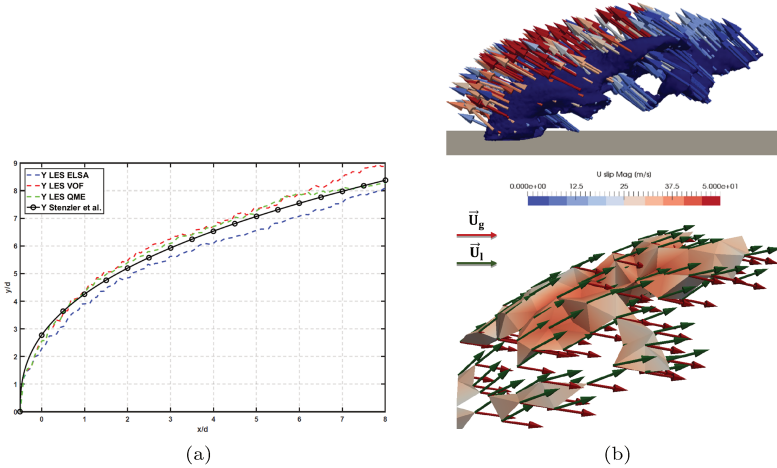 9
8
7
6
5
4
3
2
1
0
y/d
Y LES ELSA
Y LES VOF
Y LES QME
Y Stenzler et al.
0 1 2 3 4 5 6 7 8
x/d
(a)
U slip Mag (m/s)
0.000e+00 12.5 25 37.5 5.000e+01
U_g
U_l
(b)